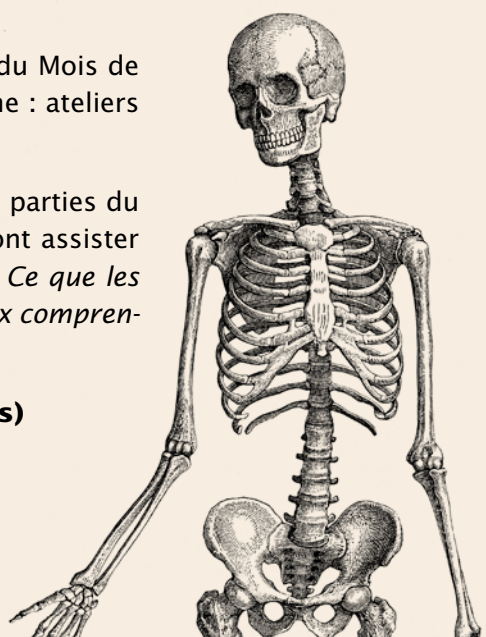 du Mois de
ne : ateliers
parties du
ont assister
Ce que les
x compren-
s)